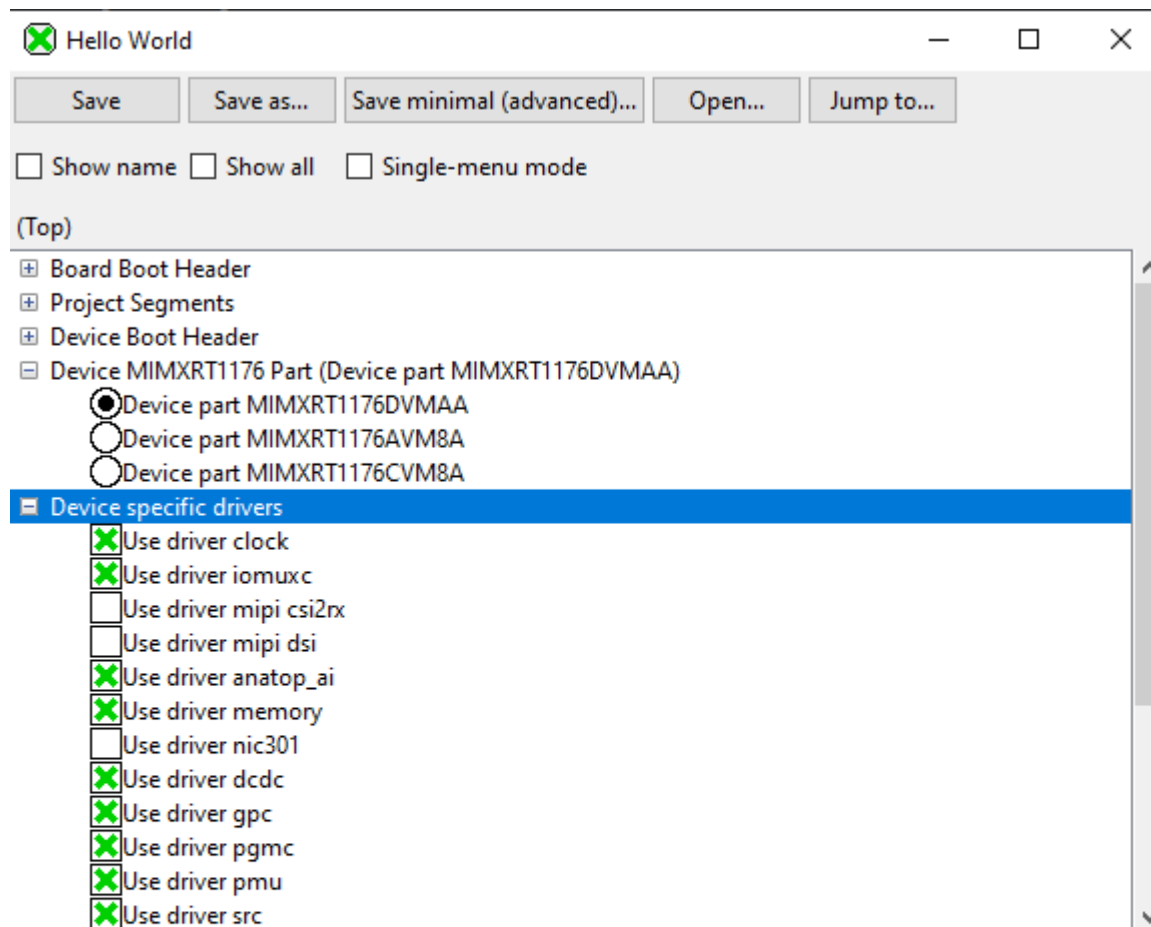 Hello World
Save Save as... Save minimal (advanced)... Open... Jump to...
Show name Show all Single-menu mode
(Top)
Board Boot Header
Project Segments
Device Boot Header
Device MIMXRT1176 Part (Device part MIMXRT1176DVMAA)
Device part MIMXRT1176DVMAA
Device part MIMXRT1176AVM8A
Device part MIMXRT1176CVM8A
Device specific drivers
Use driver clock
Use driver iomuxc
Use driver mipi csi2rx
Use driver mipi dsi
Use driver anatop_ai
Use driver memory
Use driver nic301
Use driver dcdc
Use driver gpc
Use driver pgmc
Use driver pmu
Use driver src